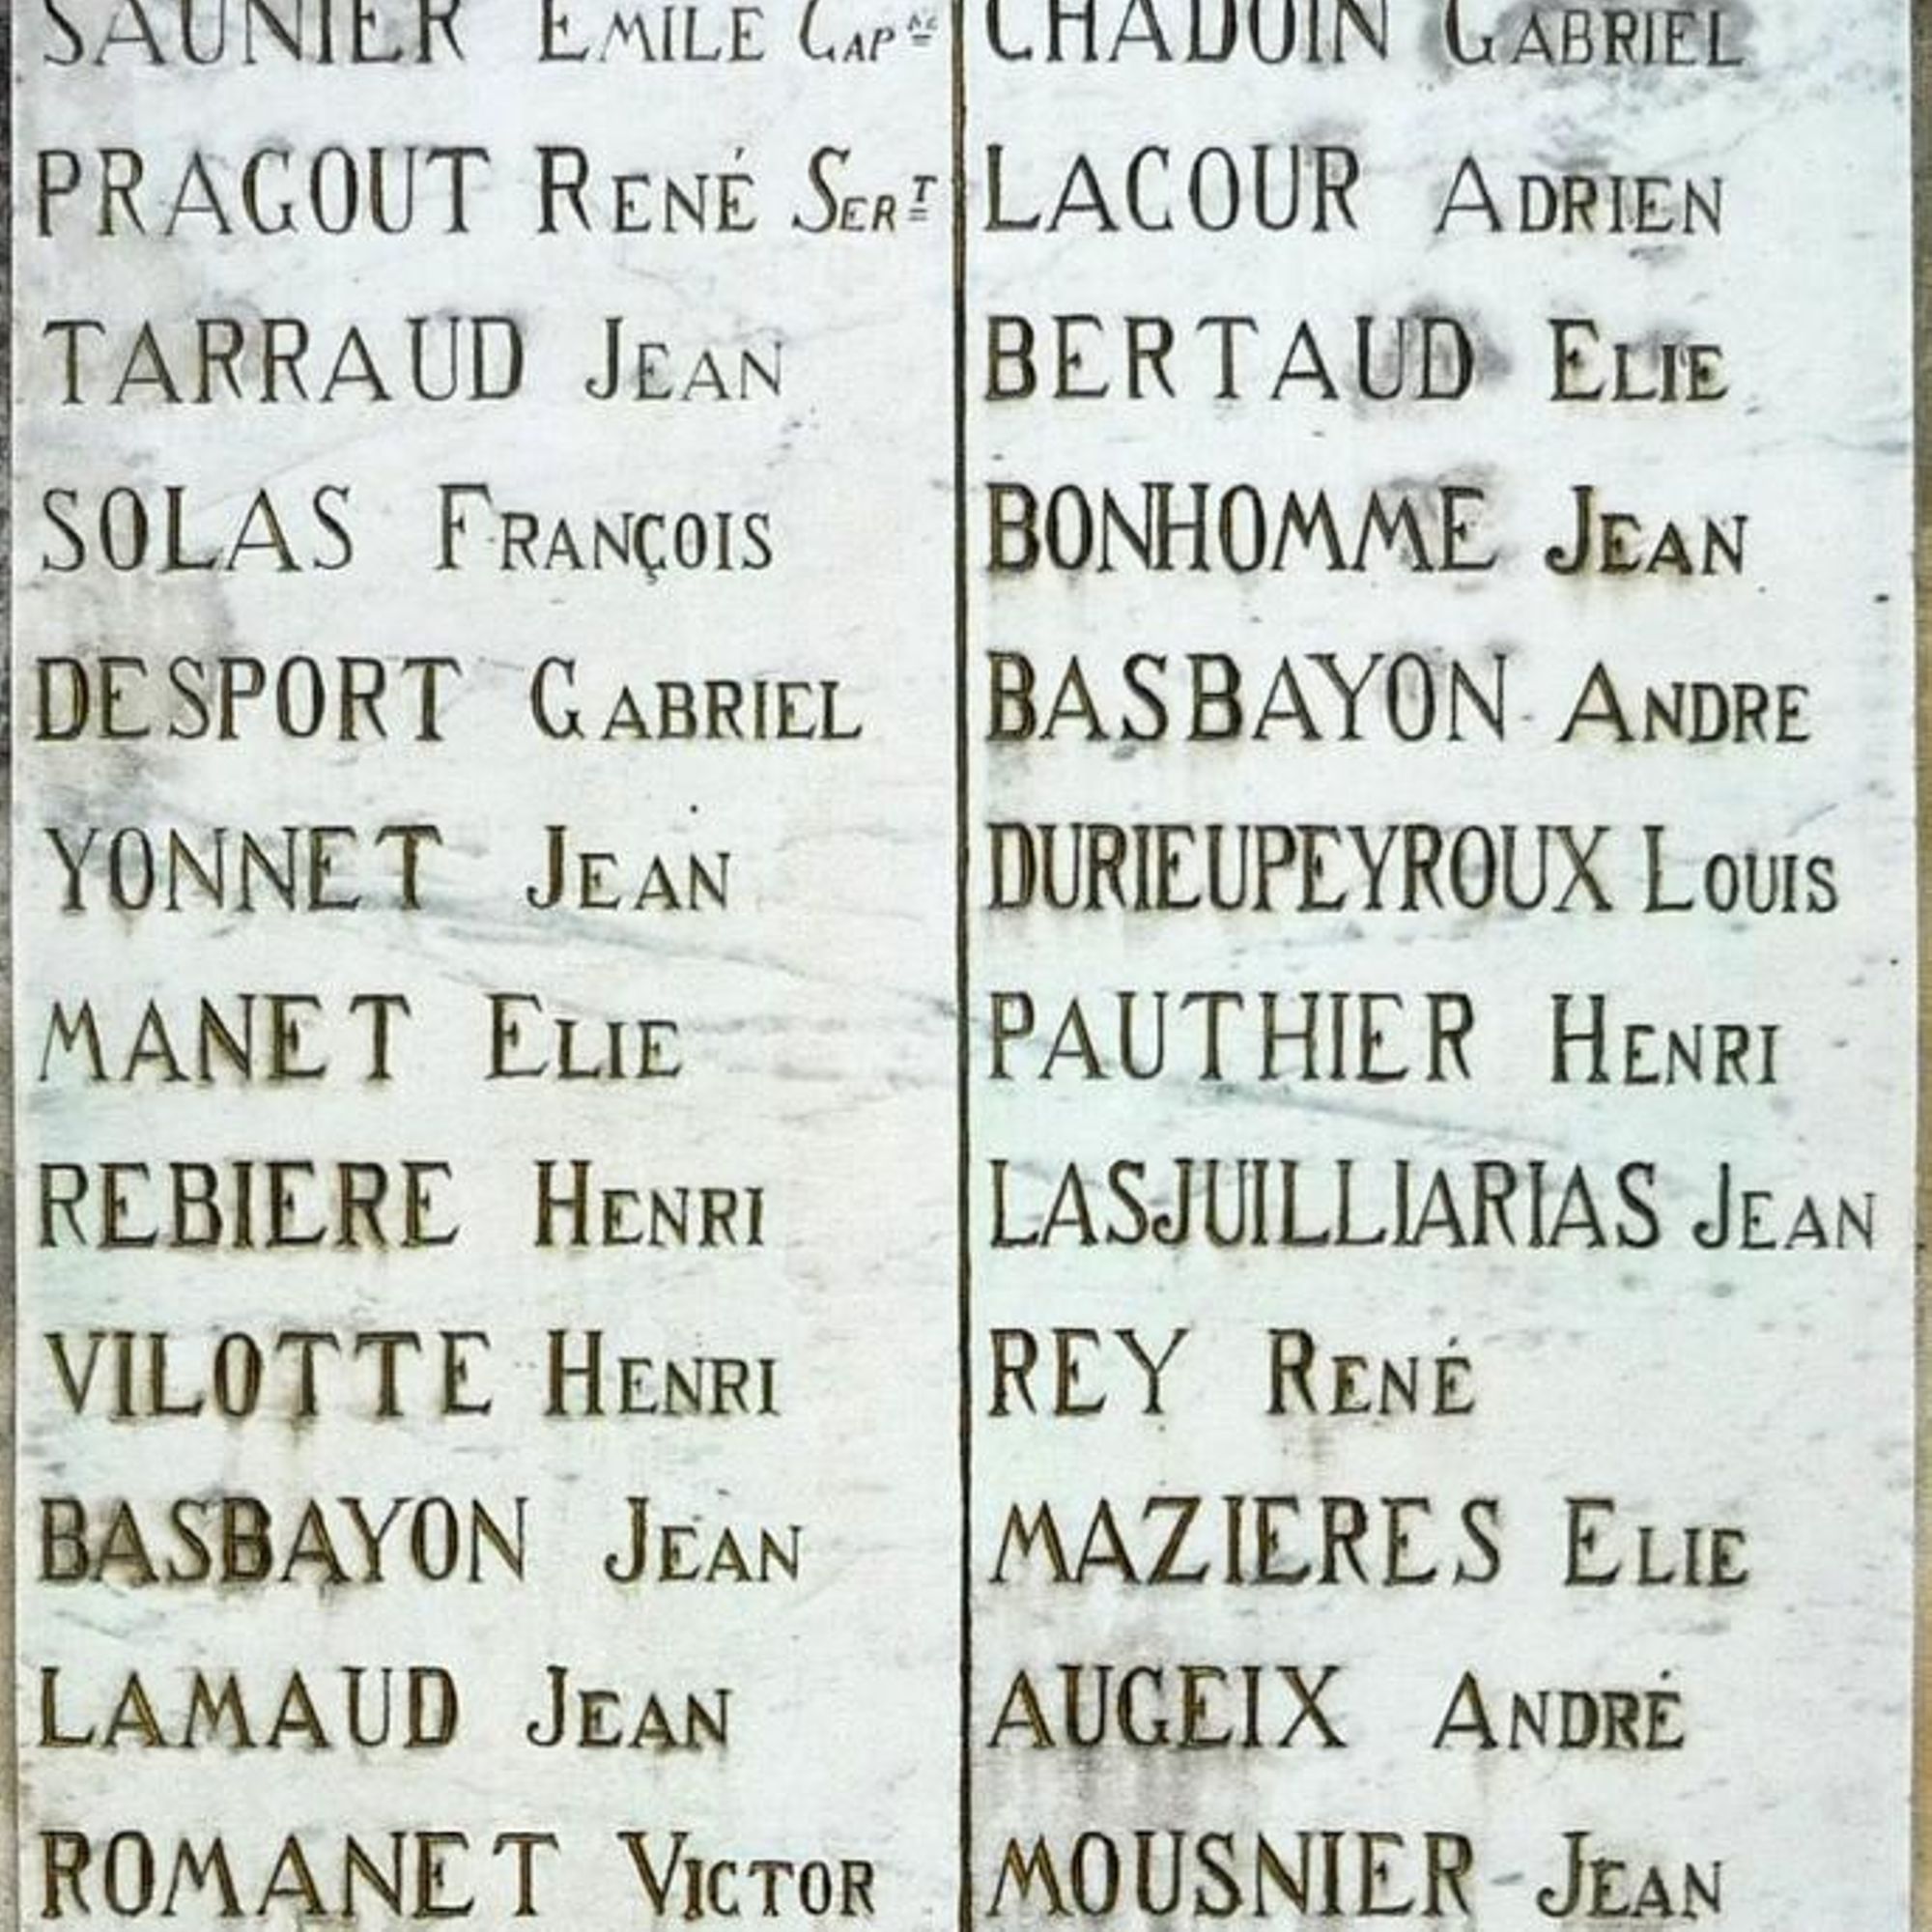 SAUNIER EMILE CAPAL
PRAGOUT RENÉ SERT
TARRAUD JEAN
SOLAS FRANÇOIS
DESPORT GABRIEL
YONNET JEAN
MANET ELIE
REBIERE HENRI
VILOTTE HENRI
BASBAYON JEAN
LAMAUD JEAN
ROMANET VICTOR
CHADUIN GABRIEL
LACOUR ADRIEN
BERTAUD ELIE
BONHOMME JEAN
BASBAYON ANDRE
DURIEUPEYROUX LOUIS
PAUTHIER HENRI
LASJUILLIARIAS JEAN
REY RENÉ
MAZIERES ELIE
AUGEIX ANDRÉ
MOUSNIER JEAN